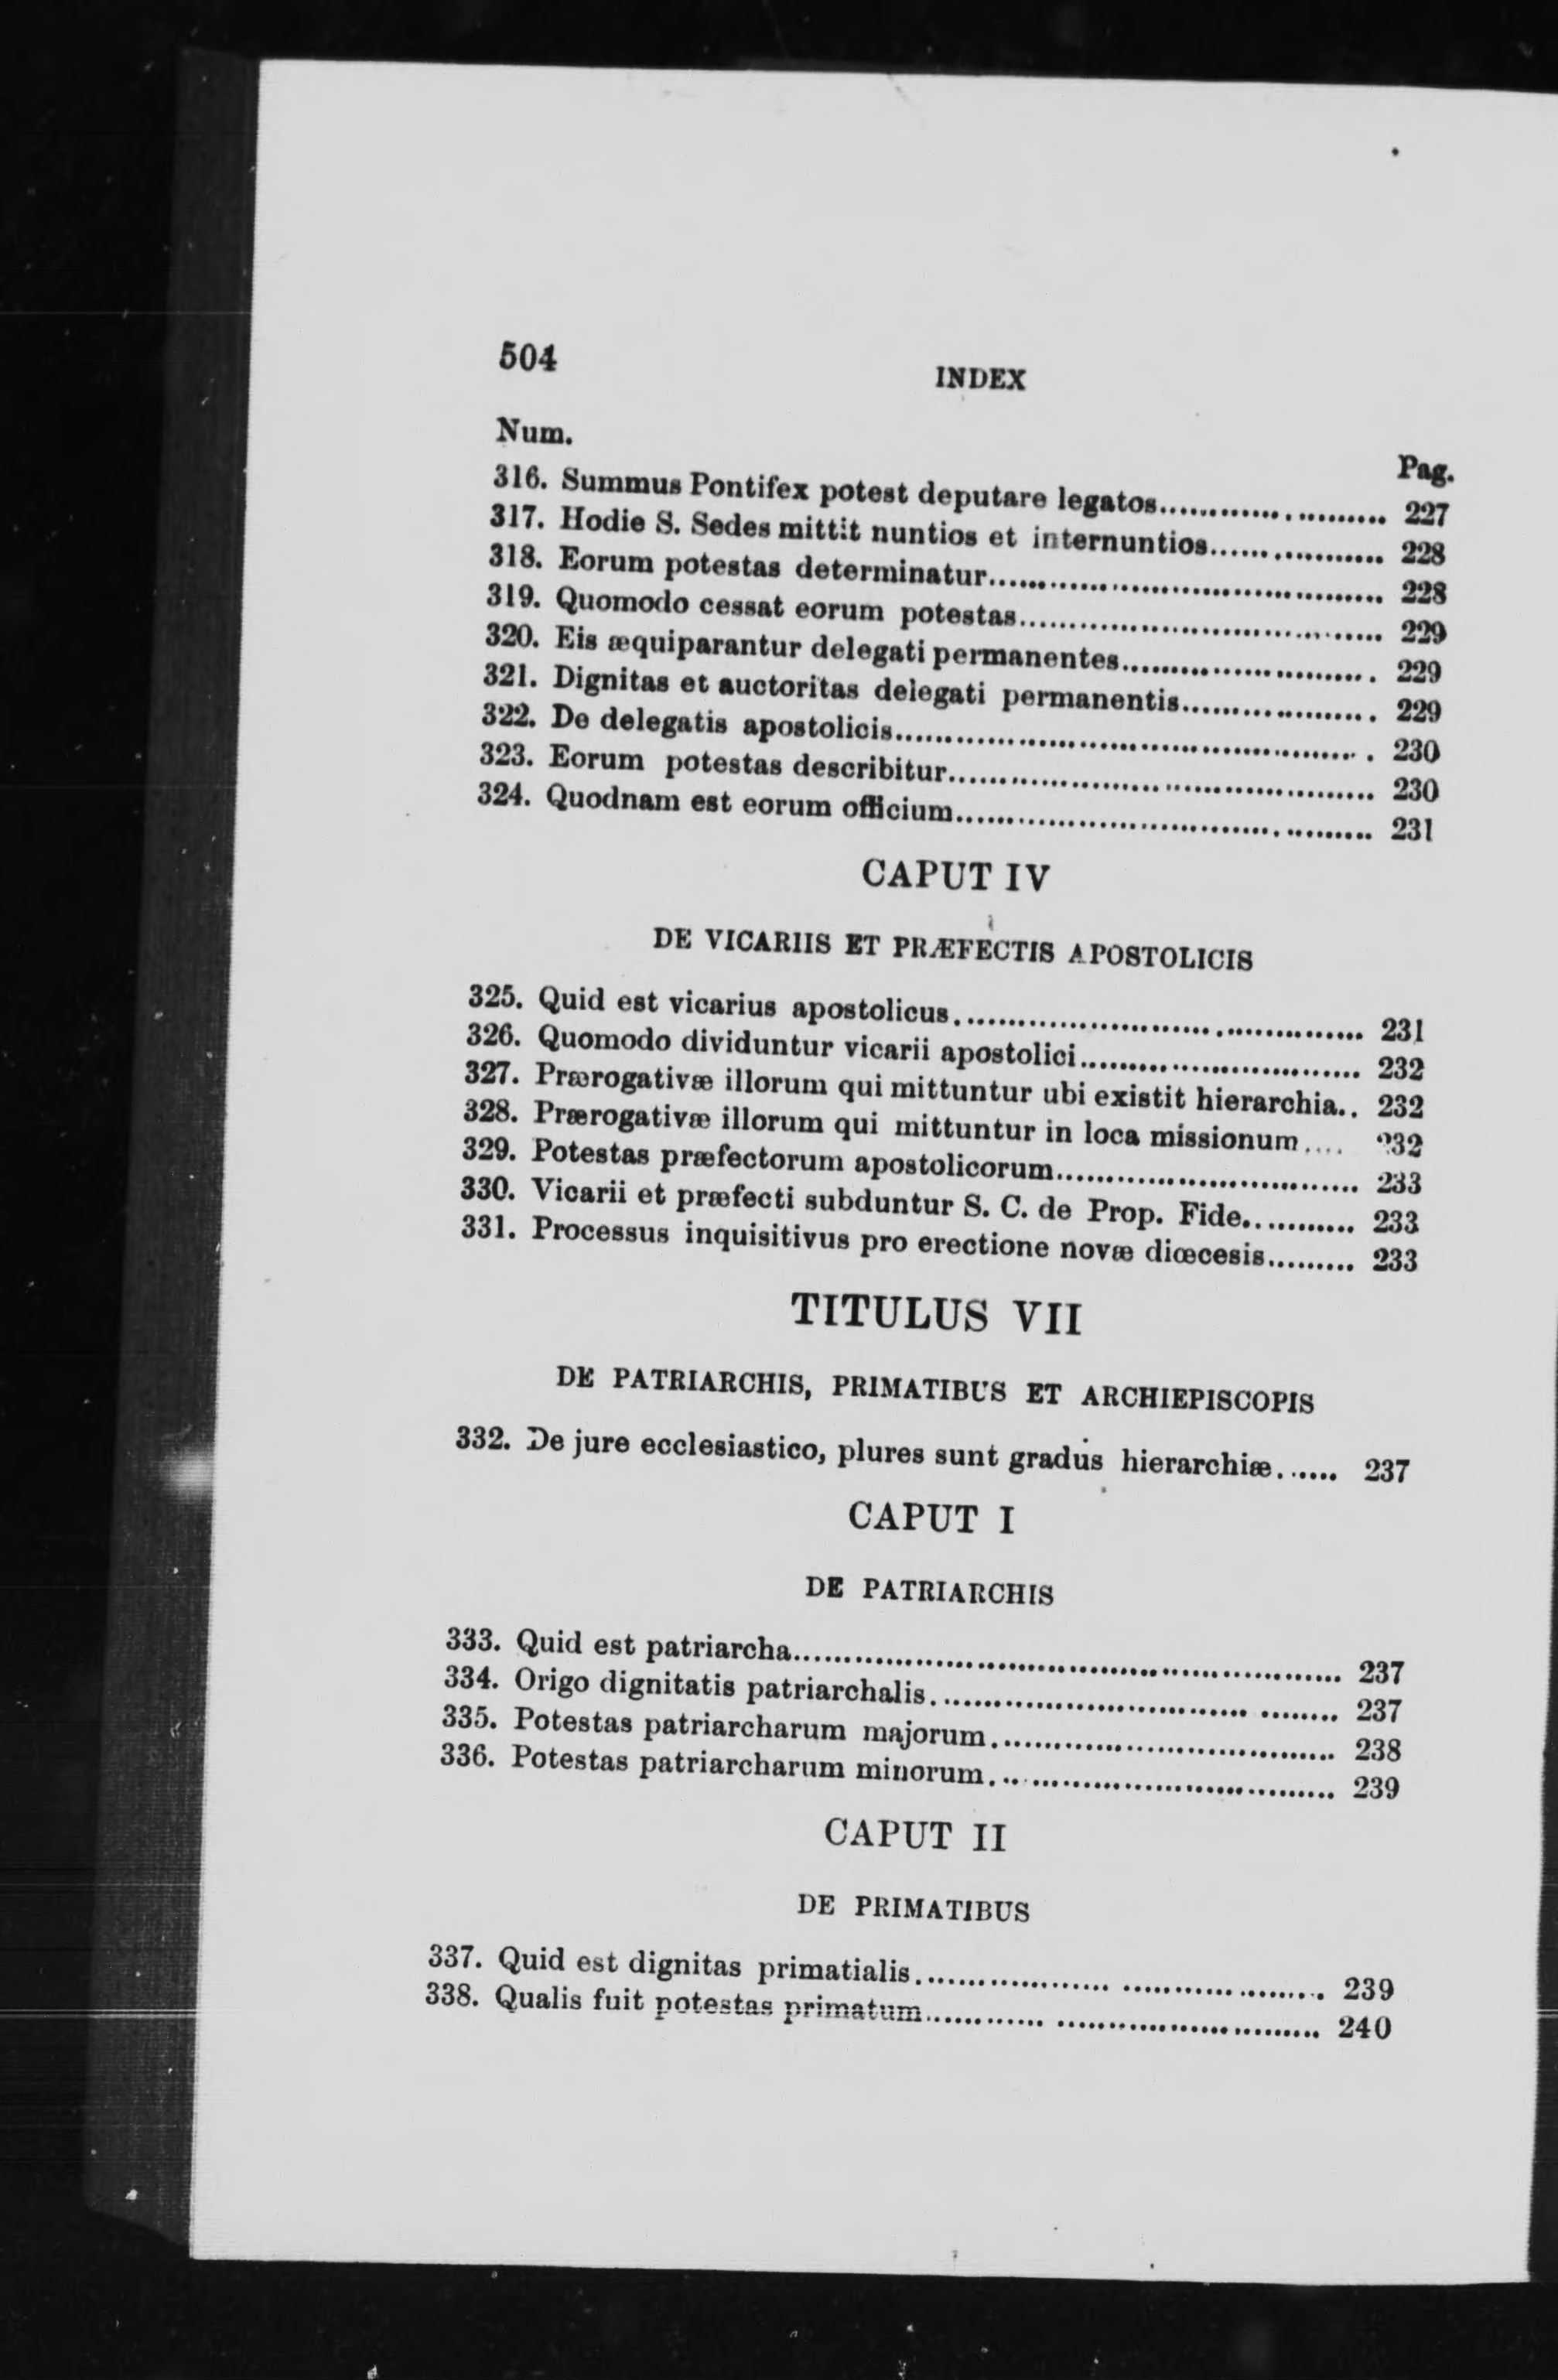 504
INDEX
Num.
Pag.
316. Summus Pontifex potest deputare legatos........................ 227
317. Hodie S. Sedes mittit nuntios et internuntios.................. 228
318. Eorum potestas determinatur........................................ 228
319. Quomodo cessat eorum potestas..................................... 229
320. Eis æquiparantur delegati permanentes.......................... 229
321. Dignitas et auctoritas delegati permanentis.................... 229
322. De delegatis apostolicis................................................ 230
323. Eorum potestas describitur............................................ 230
324. Quodnam est eorum officium.......................................... 231
CAPUT IV
DE VICARIIS ET PRÆFECTIS APOSTOLICIS
325. Quid est vicarius apostolicus.......................................... 231
326. Quomodo dividuntur vicarii apostolici............................ 232
327. Prærogativæ illorum qui mittuntur ubi existit hierarchia.. 232
328. Prærogativæ illorum qui mittuntur in loca missionum.... 232
329. Potestas præfectorum apostolicorum.............................. 233
330. Vicarii et præfecti subduntur S. C. de Prop. Fide........... 233
331. Processus inquisitivus pro erectione novæ diœcesis......... 233
TITULUS VII
DE PATRIARCHIS, PRIMATIBUS ET ARCHIEPISCOPIS
332. De jure ecclesiastico, plures sunt gradus hierarchiæ...... 237
CAPUT I
DE PATRIARCHIS
333. Quid est patriarcha...................................................... 237
334. Origo dignitatis patriarchalis........................................ 237
335. Potestas patriarcharum majorum.................................. 238
336. Potestas patriarcharum minorum.................................. 239
CAPUT II
DE PRIMATIBUS
337. Quid est dignitas primatialis........................................ 239
338. Qualis fuit potestas primatum...................................... 240